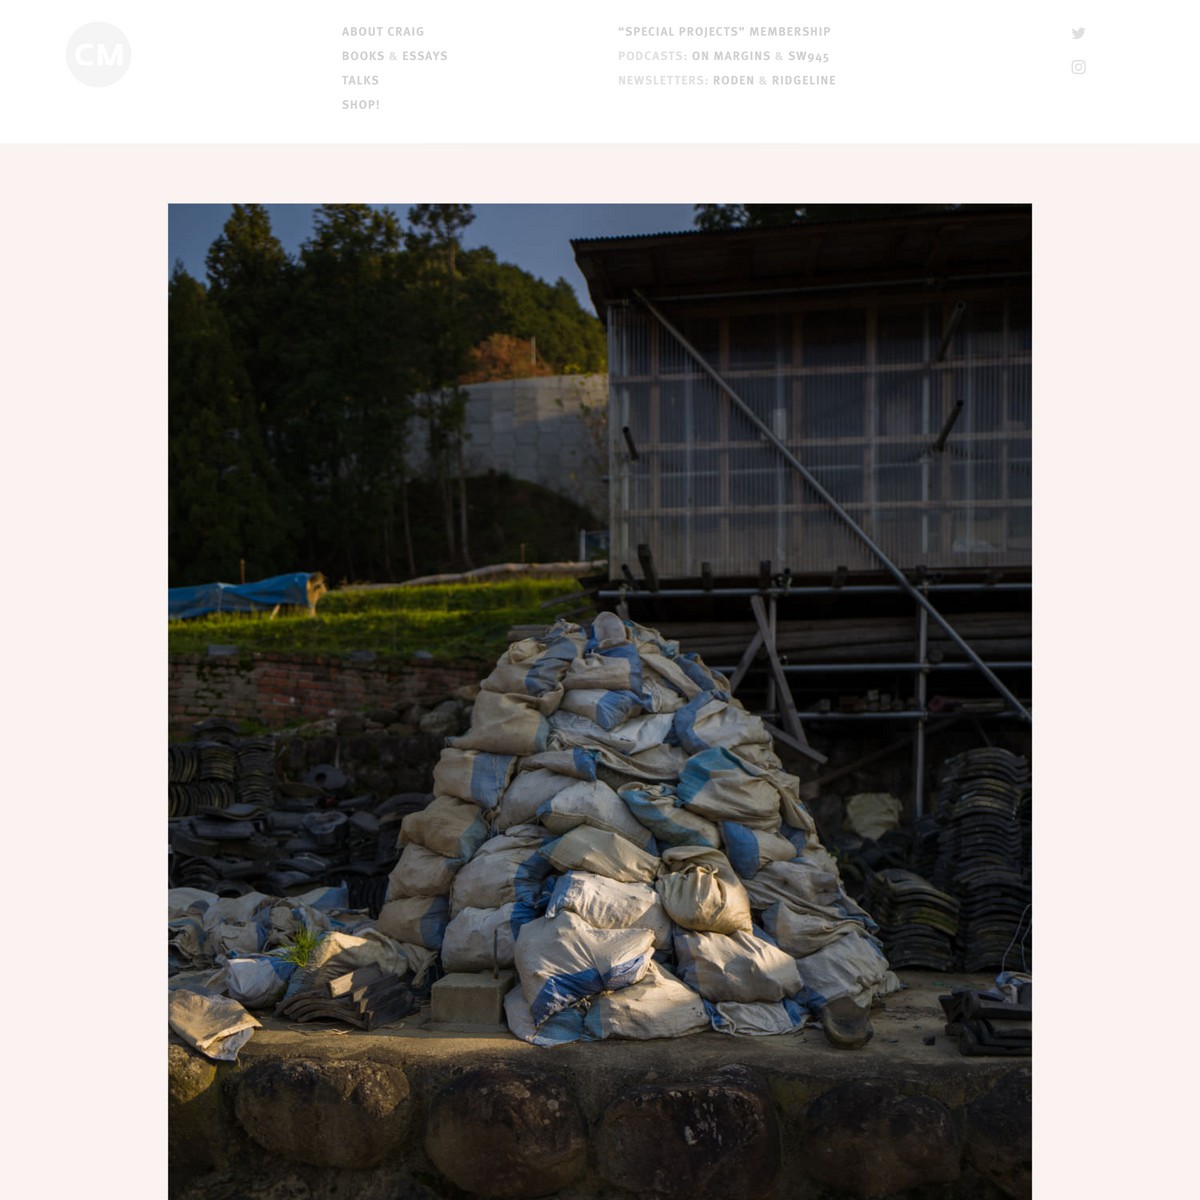 CM
ABOUT CRAIG
BOOKS & ESSAYS
TALKS
SHOP!
“SPECIAL PROJECTS” MEMBERSHIP
PODCASTS: ON MARGINS & SW945
NEWSLETTERS: RODEN & RIDGELINE